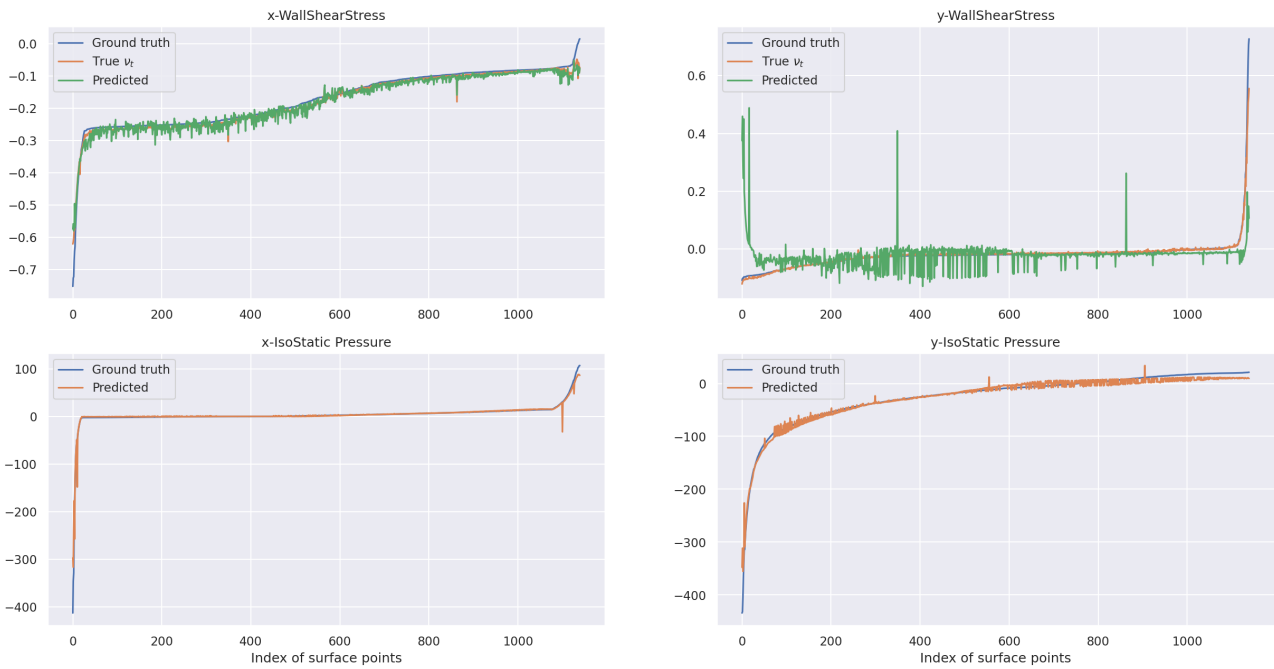 x-WallShearStress
0.0
−0.1
−0.2
−0.3
−0.4
−0.5
−0.6
−0.7
Ground truth
True νt
Predicted
0 200 400 600 800 1000
y-WallShearStress
0.6
0.4
0.2
0.0
Ground truth
True νt
Predicted
0 200 400 600 800 1000
x-IsoStatic Pressure
100
0
−100
−200
−300
−400
Ground truth
Predicted
0 200 400 600 800 1000
Index of surface points
y-IsoStatic Pressure
0
−100
−200
−300
−400
Ground truth
Predicted
0 200 400 600 800 1000
Index of surface points